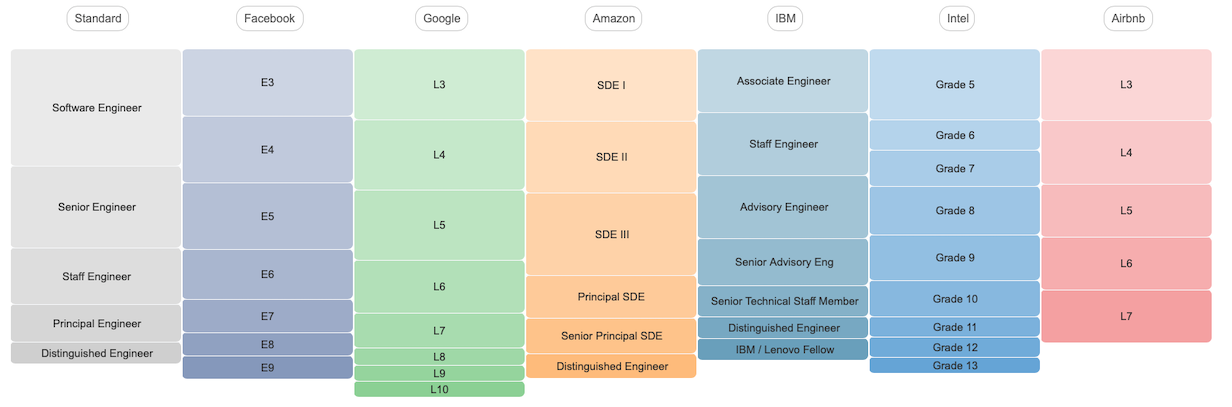 Standard
Facebook
Google
Amazon
IBM
Intel
Airbnb
Software Engineer
Senior Engineer
Staff Engineer
Principal Engineer
Distinguished Engineer
E3
E4
E5
E6
E7
E8
E9
L3
L4
L5
L6
L7
L8
L9
L10
SDE I
SDE II
SDE III
Principal SDE
Senior Principal SDE
Distinguished Engineer
Associate Engineer
Staff Engineer
Advisory Engineer
Senior Advisory Eng
Senior Technical Staff Member
Distinguished Engineer
IBM / Lenovo Fellow
Grade 5
Grade 6
Grade 7
Grade 8
Grade 9
Grade 10
Grade 11
Grade 12
Grade 13
L3
L4
L5
L6
L7